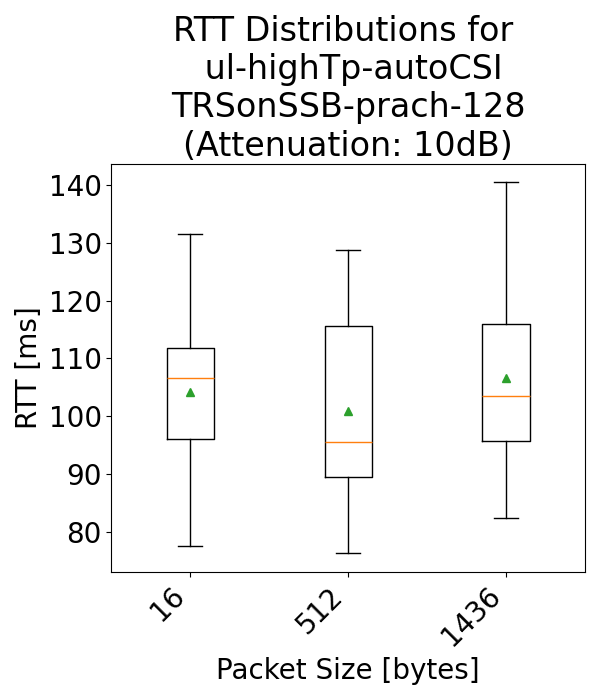 RTT Distributions for
ul-highTp-autoCSI
TRSonSSB-prach-128
(Attenuation: 10dB)
RTT [ms]
140
130
120
110
100
90
80
16
512
1436
Packet Size [bytes]